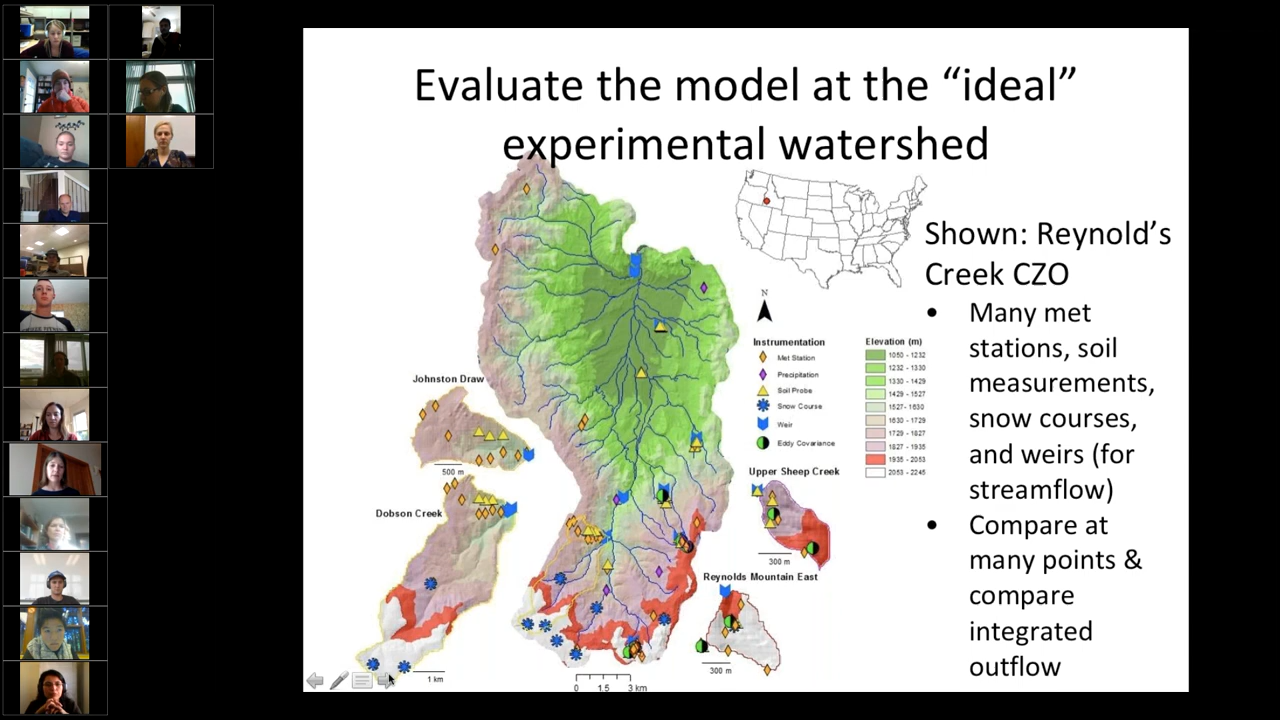 Evaluate the model at the “ideal”
experimental watershed
Shown: Reynold’s
Creek CZO
• Many met
stations, soil
measurements,
snow courses,
and weirs (for
streamflow)
• Compare at
many points &
compare
integrated
outflow
N
Instrumentation
Met Station
Precipitation
Soil Probe
Snow Course
Weir
Eddy Covariance
Elevation (m)
1050 - 1232
1232 - 1330
1330 - 1429
1429 - 1527
1527 - 1630
1630 - 1729
1729 - 1827
1827 - 1935
1935 - 2053
2053 - 2245
Johnston Draw
500 m
Dobson Creek
1 km
Upper Sheep Creek
300 m
Reynolds Mountain East
300 m
0 1.5 3 km